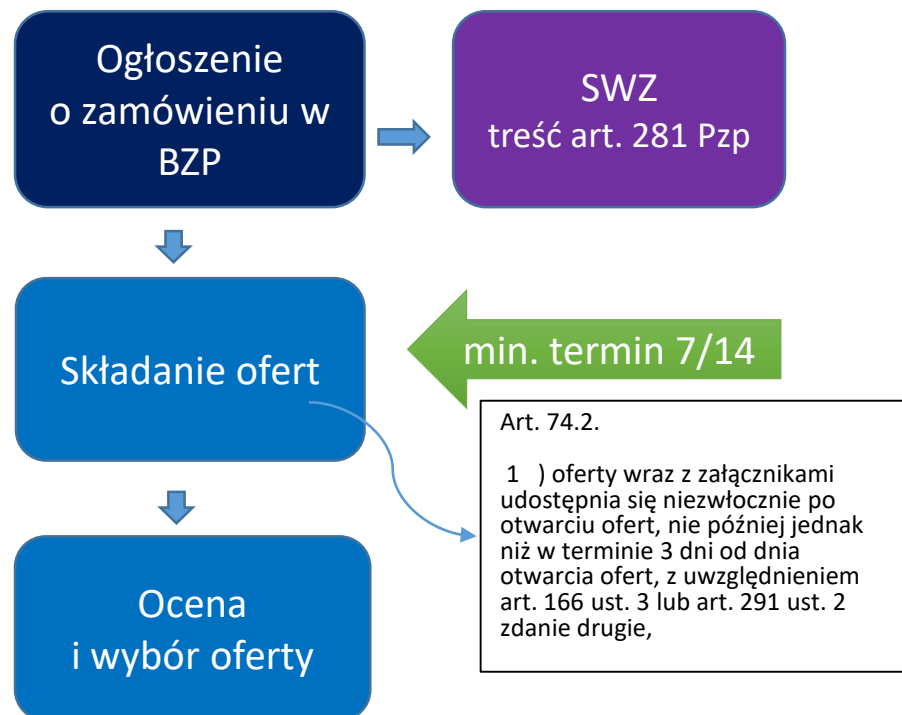 Ogłoszenie
o zamówieniu w
BZP
SWZ
treść art. 281 Pzp
Składanie ofert
min. termin 7/14
Art. 74.2.
1 ) oferty wraz z załącznikami
udostępnia się niezwłocznie po
otwarciu ofert, nie później jednak
niż w terminie 3 dni od dnia
otwarcia ofert, z uwzględnieniem
art. 166 ust. 3 lub art. 291 ust. 2
zdanie drugie,
Ocena
i wybór oferty